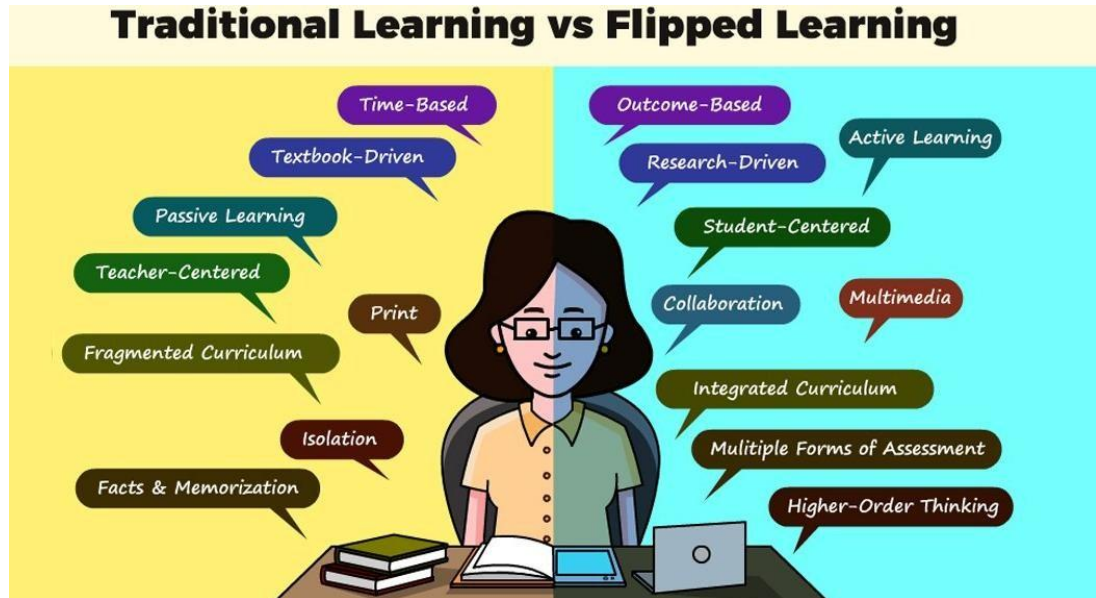 Traditional Learning vs Flipped Learning
Time-Based
Textbook-Driven
Passive Learning
Teacher-Centered
Print
Fragmented Curriculum
Isolation
Facts & Memorization
Outcome-Based
Active Learning
Research-Driven
Student-Centered
Collaboration
Multimedia
Integrated Curriculum
Mulitiple Forms of Assessment
Higher-Order Thinking